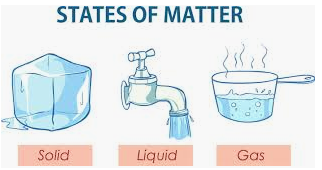 STATES OF MATTER
Solid
Liquid
Gas